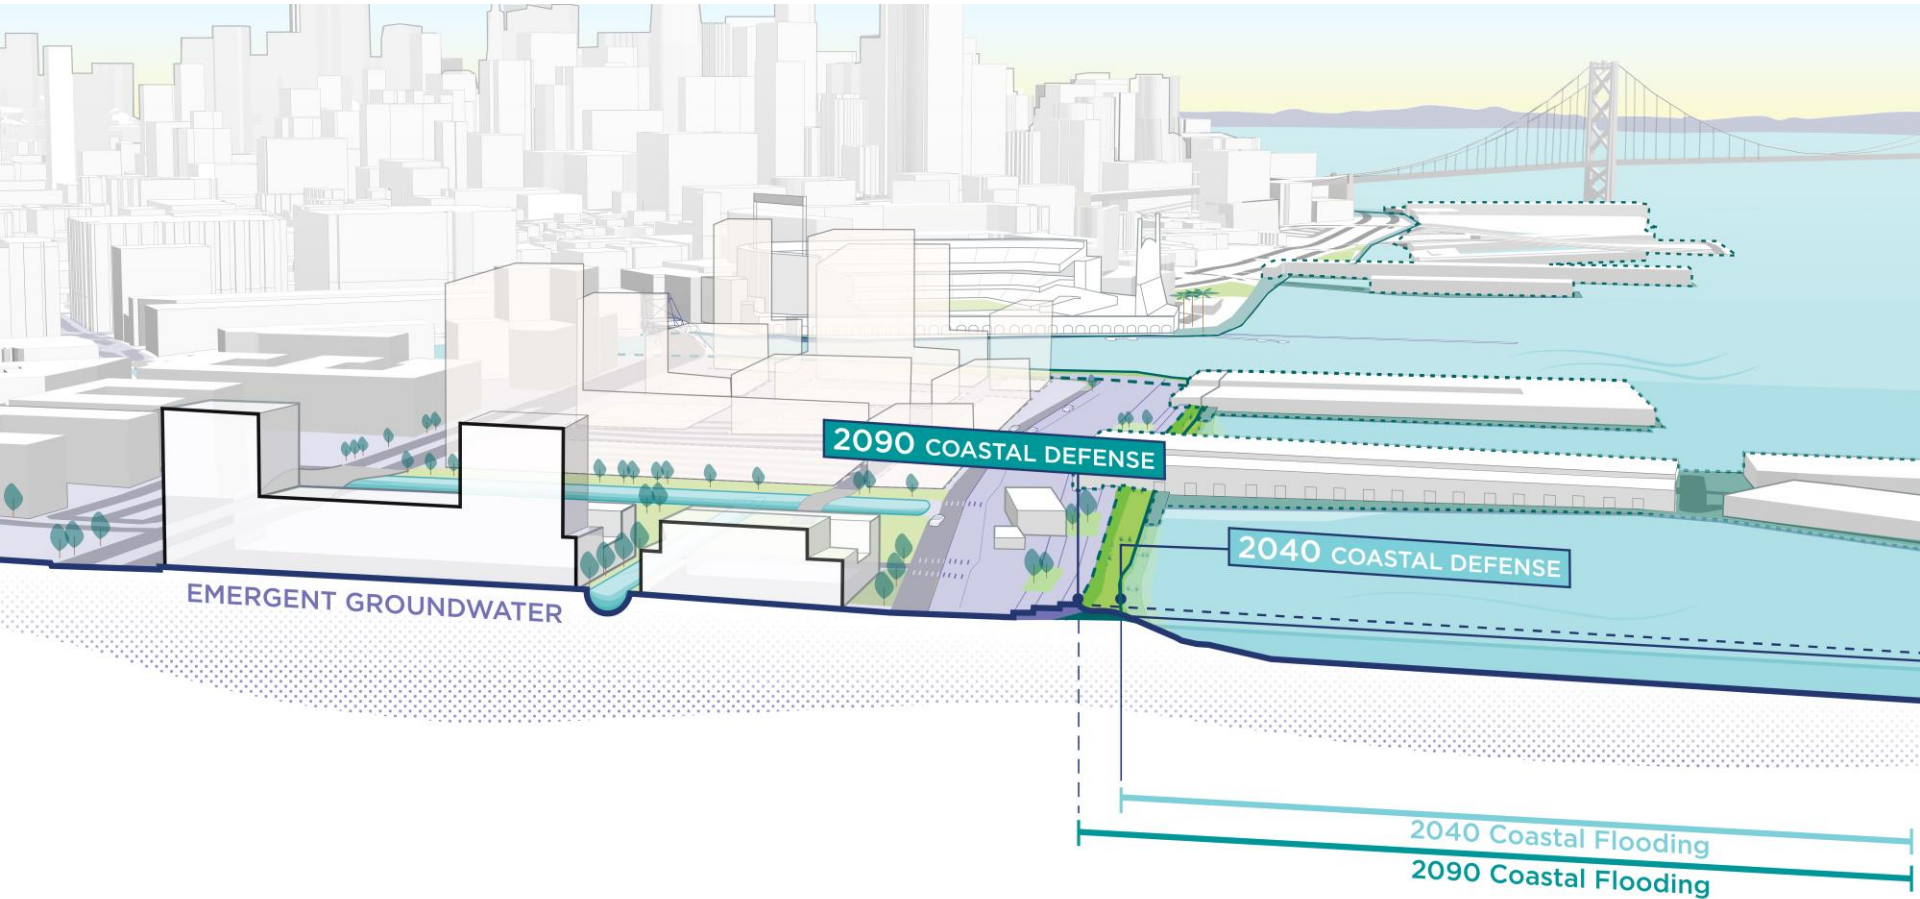 2090 COASTAL DEFENSE
2040 COASTAL DEFENSE
EMERGENT GROUNDWATER
2040 Coastal Flooding
2090 Coastal Flooding